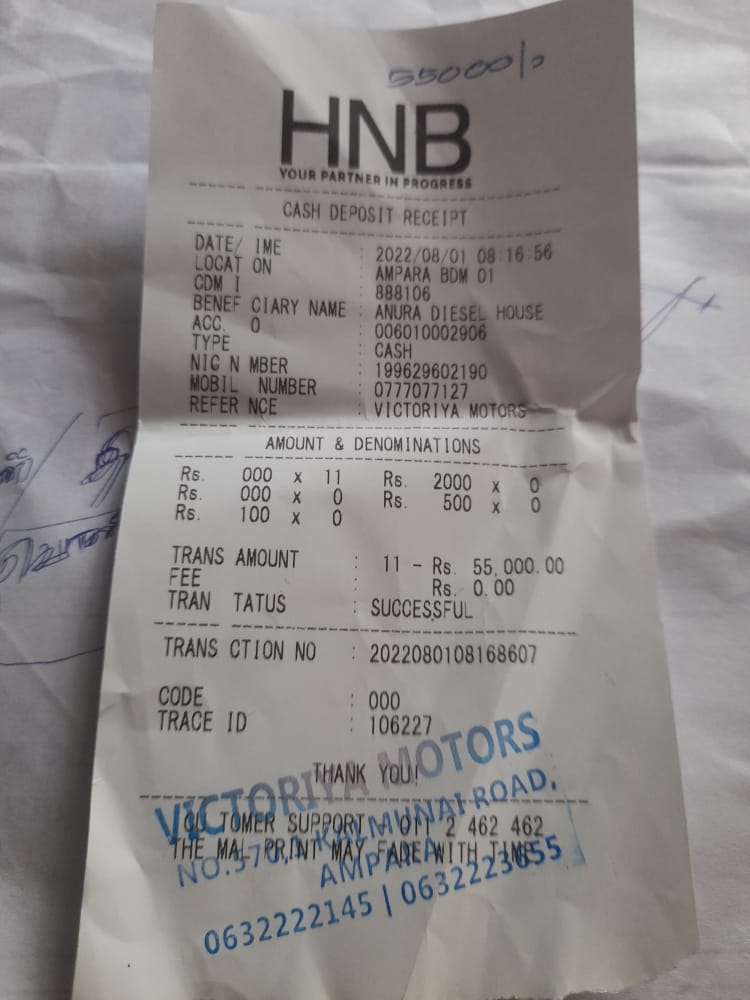 55000/-
HNB
YOUR PARTNER IN PROGRESS
CASH DEPOSIT RECEIPT
DATE/ IME : 2022/08/01 08:16:56
LOCAT ON : AMPARA BDM 01
CDM I : 888106
BENEF CIARY NAME : ANURA DIESEL HOUSE
ACC. O : 006010002906
TYPE : CASH
NIC N MBER : 199629602190
MOBIL NUMBER : 0777077127
REFER NCE : VICTORIYA MOTORS
AMOUNT & DENOMINATIONS
Rs. 000 x 11 Rs. 2000 x 0
Rs. 000 x 0 Rs. 500 x 0
Rs. 100 x 0
TRANS AMOUNT : 11 - Rs. 55,000.00
FEE : Rs. 0.00
TRAN TATUS : SUCCESSFUL
TRANS CTION NO : 2022080108168607
CODE : 000
TRACE ID : 106227
THANK YOU!
CU TOMER SUPPORT : 011 2 462 462
THE MAL PRINT MAY FADE WITH TIME
VICTORIYA MOTORS
MUNAI ROAD,
AMPARA
0632222145 | 0632223655